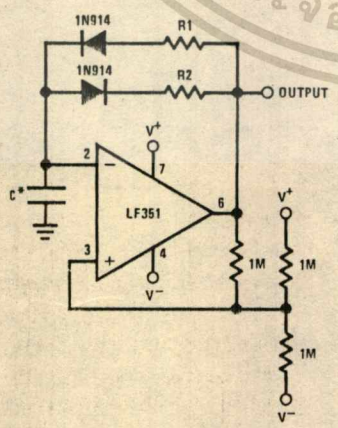 1N914
R1
1N914
R2
OUTPUT
V+
2
−
7
C*
LF351
6
V+
3
+
4
1M
1M
V−
1M
V−